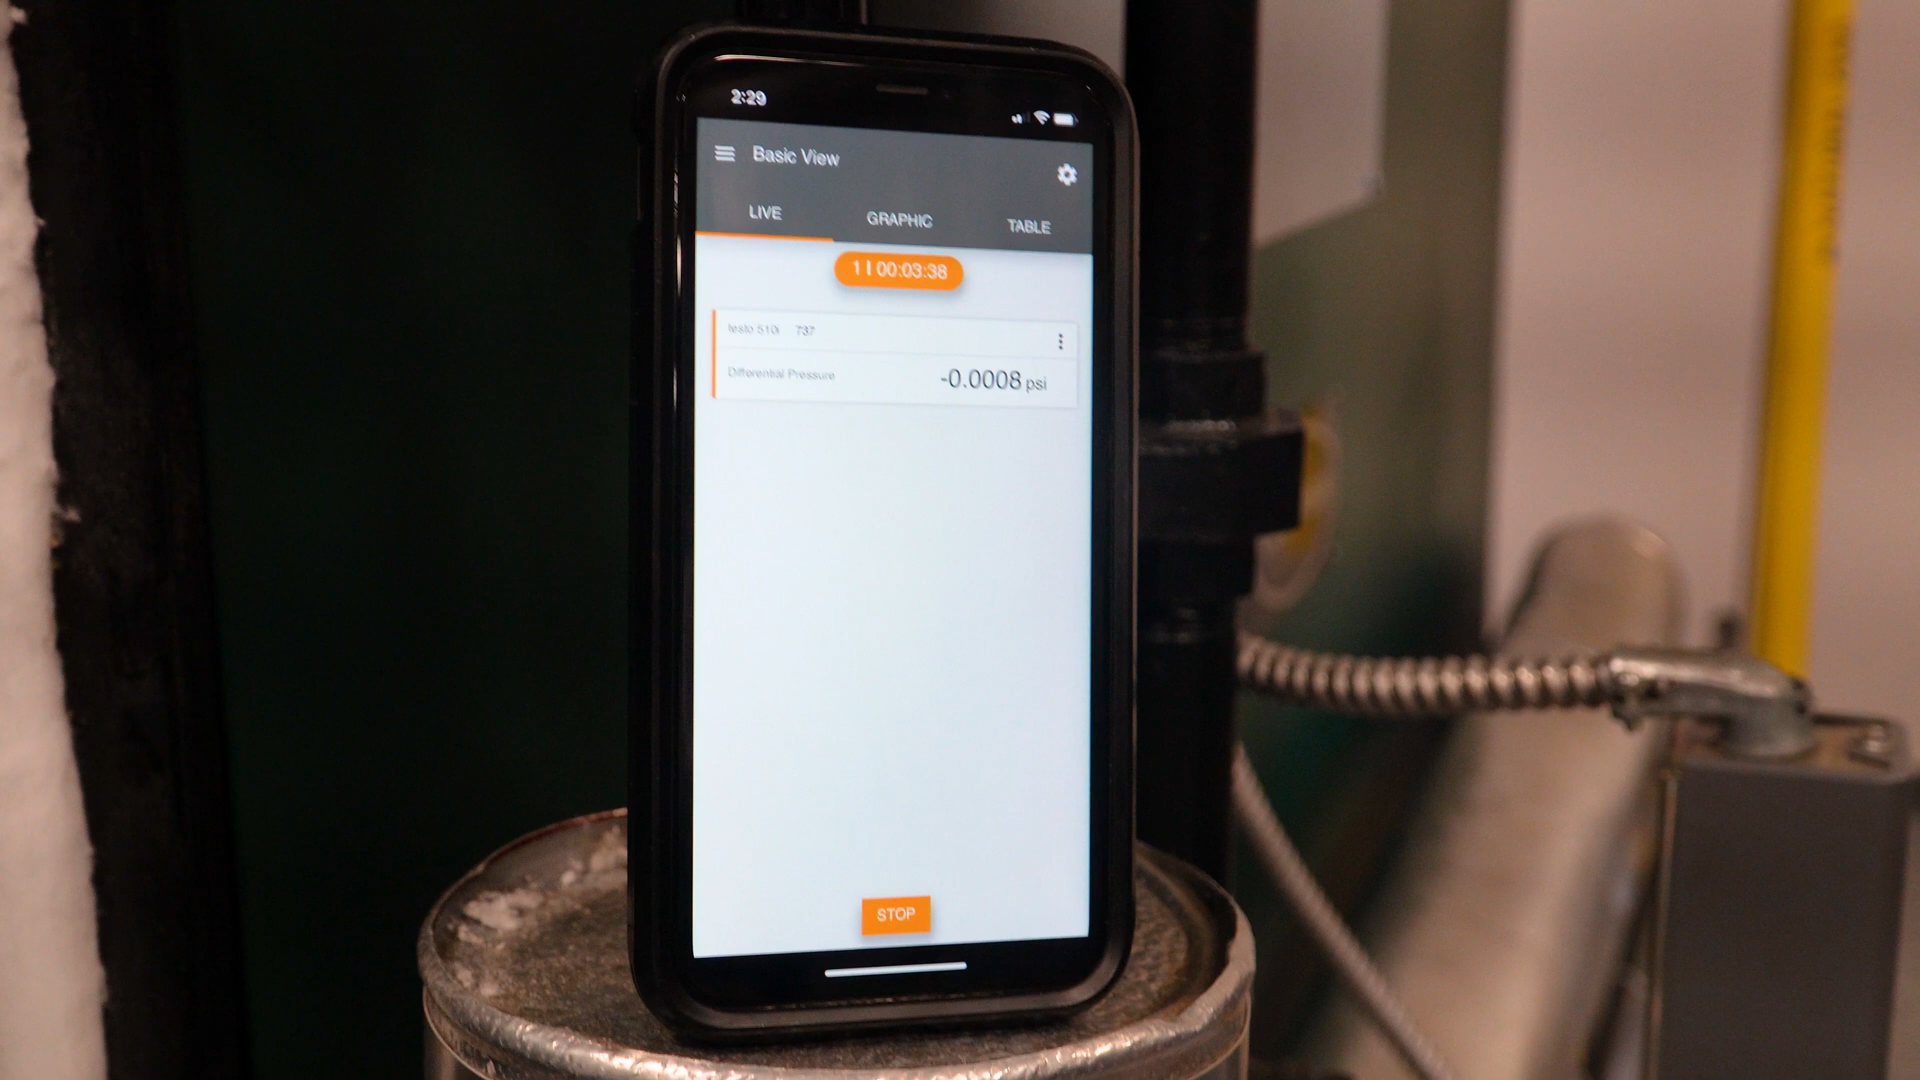 2:29
Basic View
LIVE GRAPHIC TABLE
1 | 00:03:38
testo 510i 737
Differential Pressure -0.0008 psi
STOP